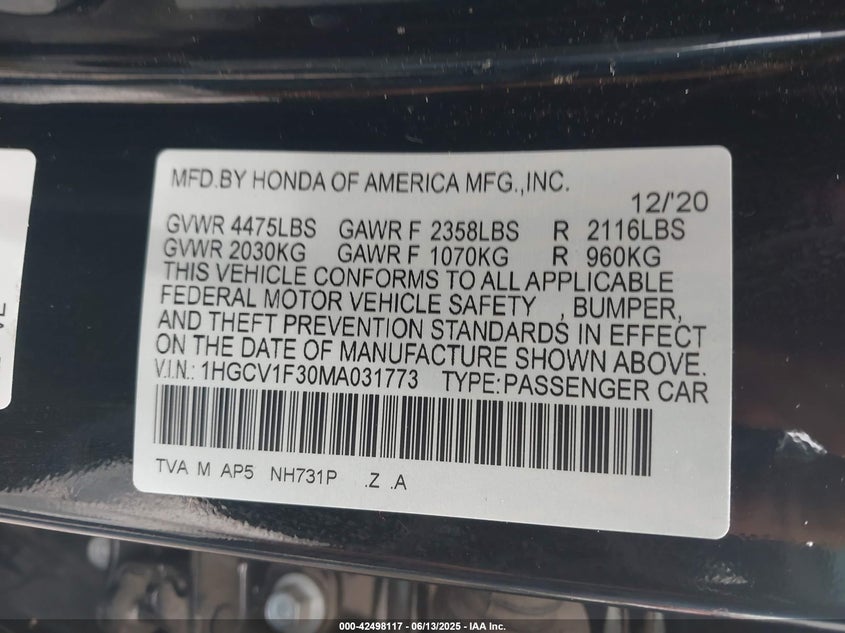 MFD.BY HONDA OF AMERICA MFG.,INC.
12/'20
GVWR 4475LBS GAWR F 2358LBS R 2116LBS
GVWR 2030KG GAWR F 1070KG R 960KG
THIS VEHICLE CONFORMS TO ALL APPLICABLE
FEDERAL MOTOR VEHICLE SAFETY , BUMPER,
AND THEFT PREVENTION STANDARDS IN EFFECT
ON THE DATE OF MANUFACTURE SHOWN ABOVE.
V.I.N.: 1HGCV1F30MA031773 TYPE:PASSENGER CAR
TVA M AP5 NH731P .Z .A
000-42498117 - 06/13/2025 - IAA Inc.